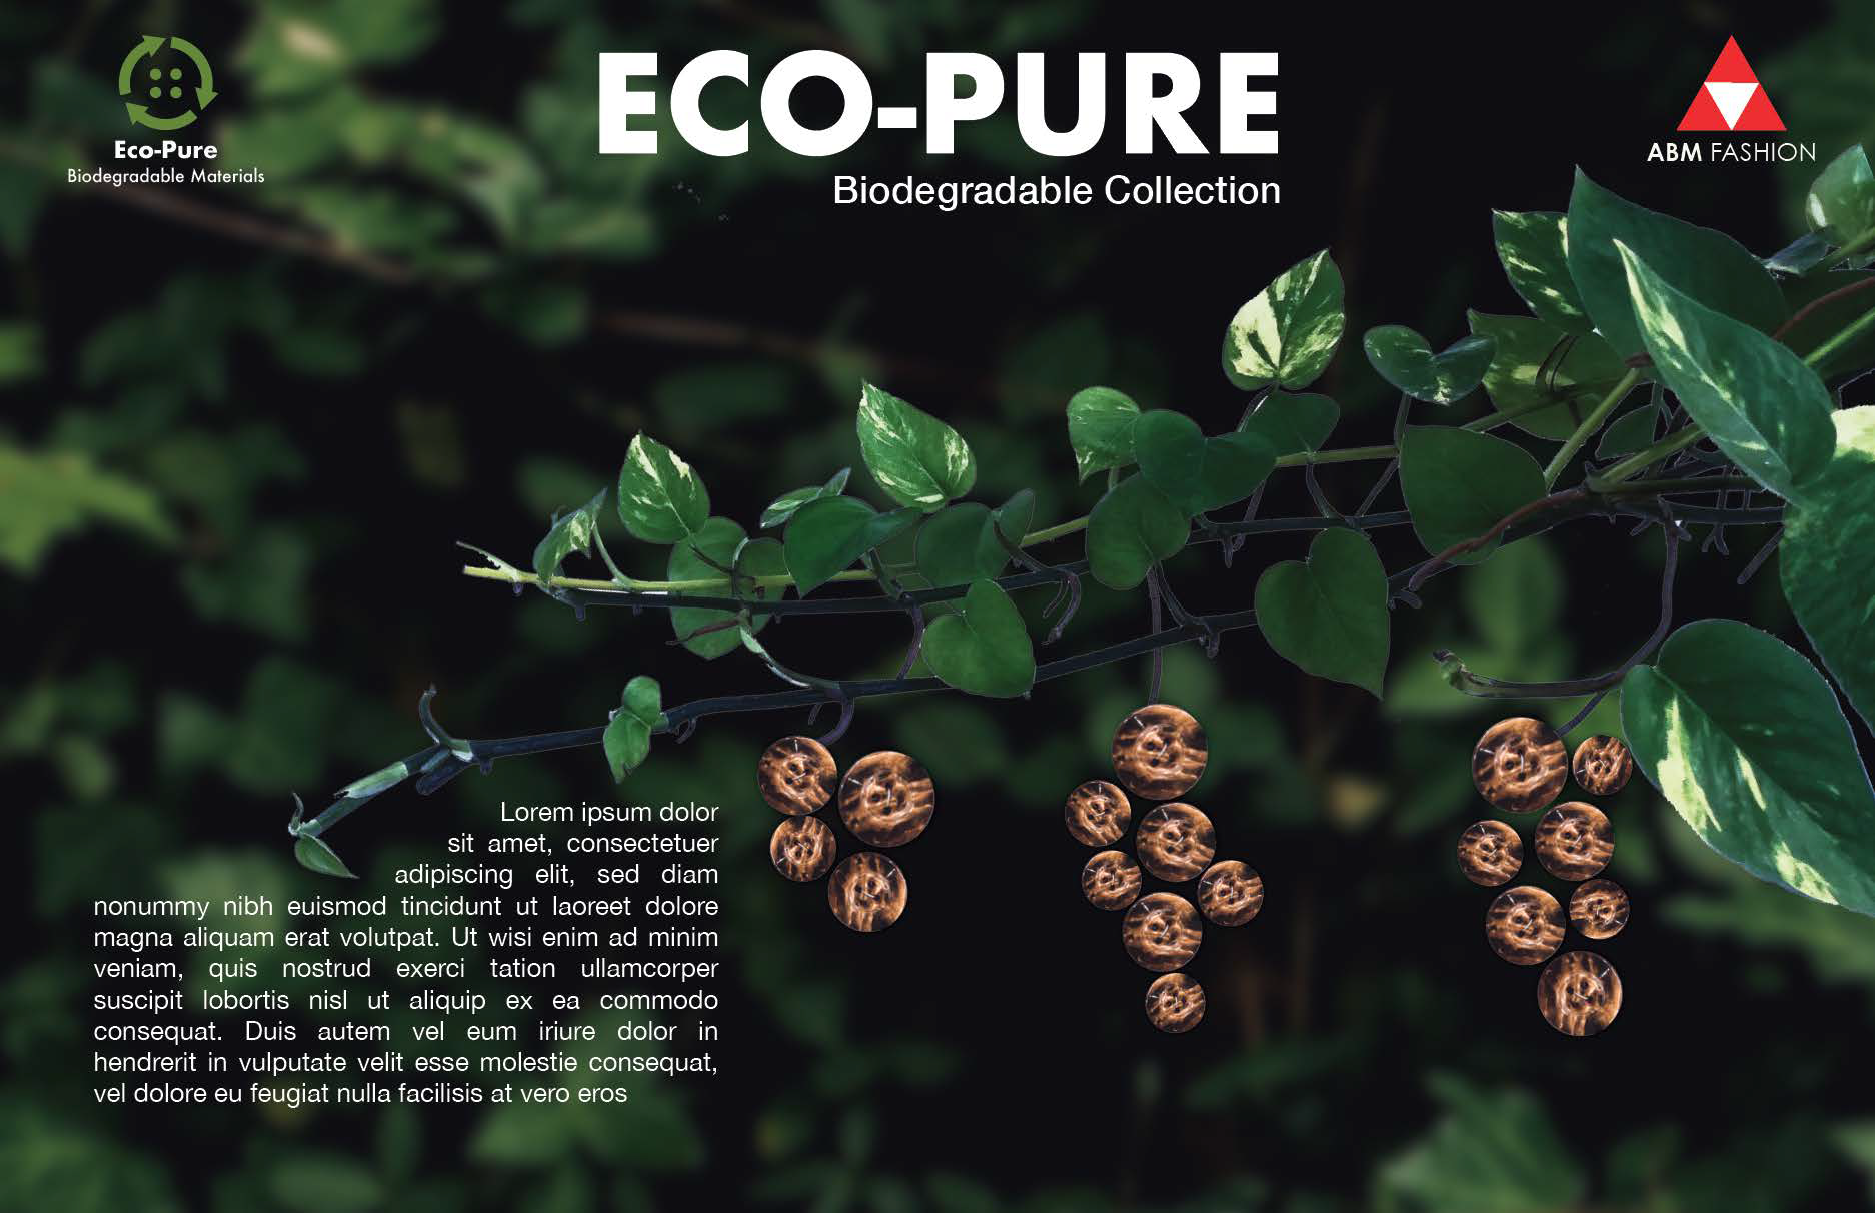 ECO-PURE
Biodegradable Collection
Eco-Pure
Biodegradable Materials
ABM FASHION
Lorem ipsum dolor
sit amet, consectetuer
adipiscing elit, sed diam
nonummy nibh euismod tincidunt ut laoreet dolore
magna aliquam erat volutpat. Ut wisi enim ad minim
veniam, quis nostrud exerci tation ullamcorper
suscipit lobortis nisl ut aliquip ex ea commodo
consequat. Duis autem vel eum iriure dolor in
hendrerit in vulputate velit esse molestie consequat,
vel dolore eu feugiat nulla facilisis at vero eros